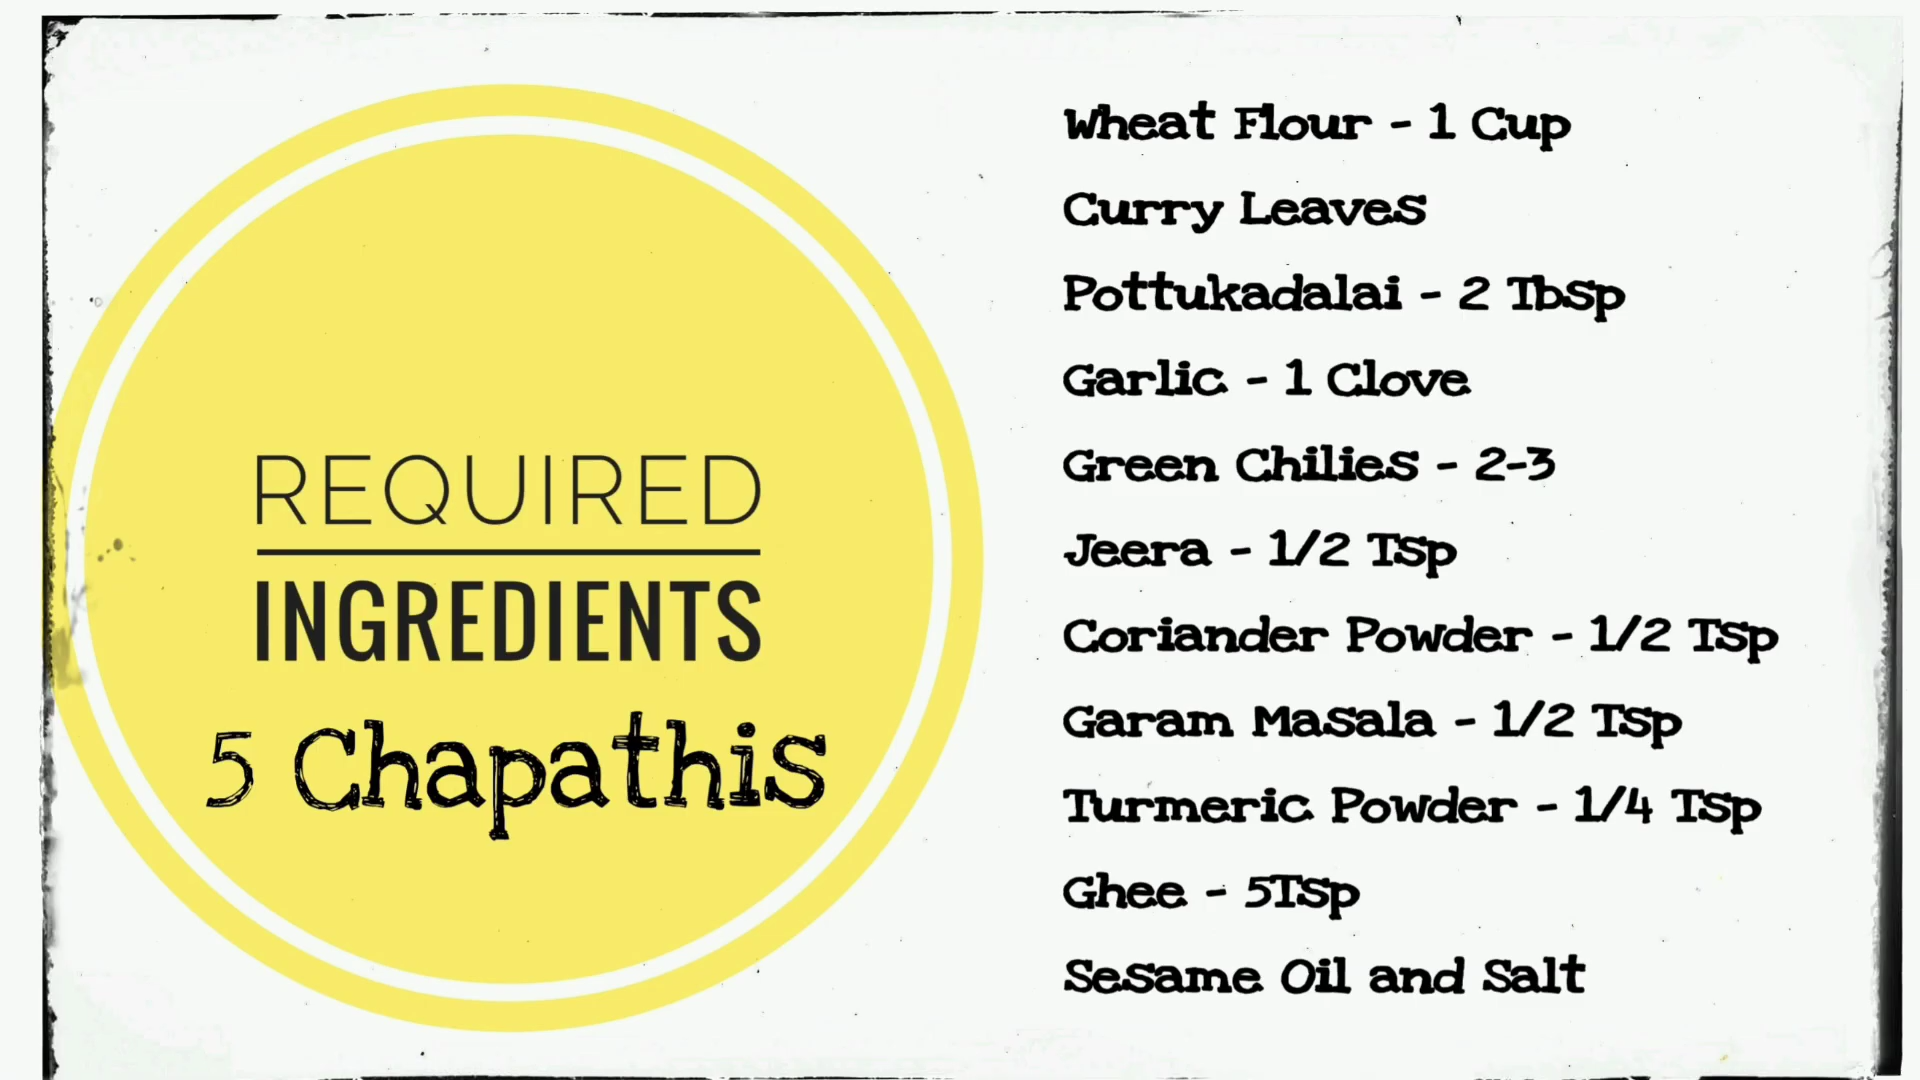 REQUIRED
INGREDIENTS
5 Chapathis
Wheat Flour - 1 Cup
Curry Leaves
Pottukadalai - 2 Tbsp
Garlic - 1 Clove
Green Chilies - 2-3
Jeera - 1/2 Tsp
Coriander Powder - 1/2 Tsp
Garam Masala - 1/2 Tsp
Turmeric Powder - 1/4 Tsp
Ghee - 5Tsp
Sesame Oil and Salt